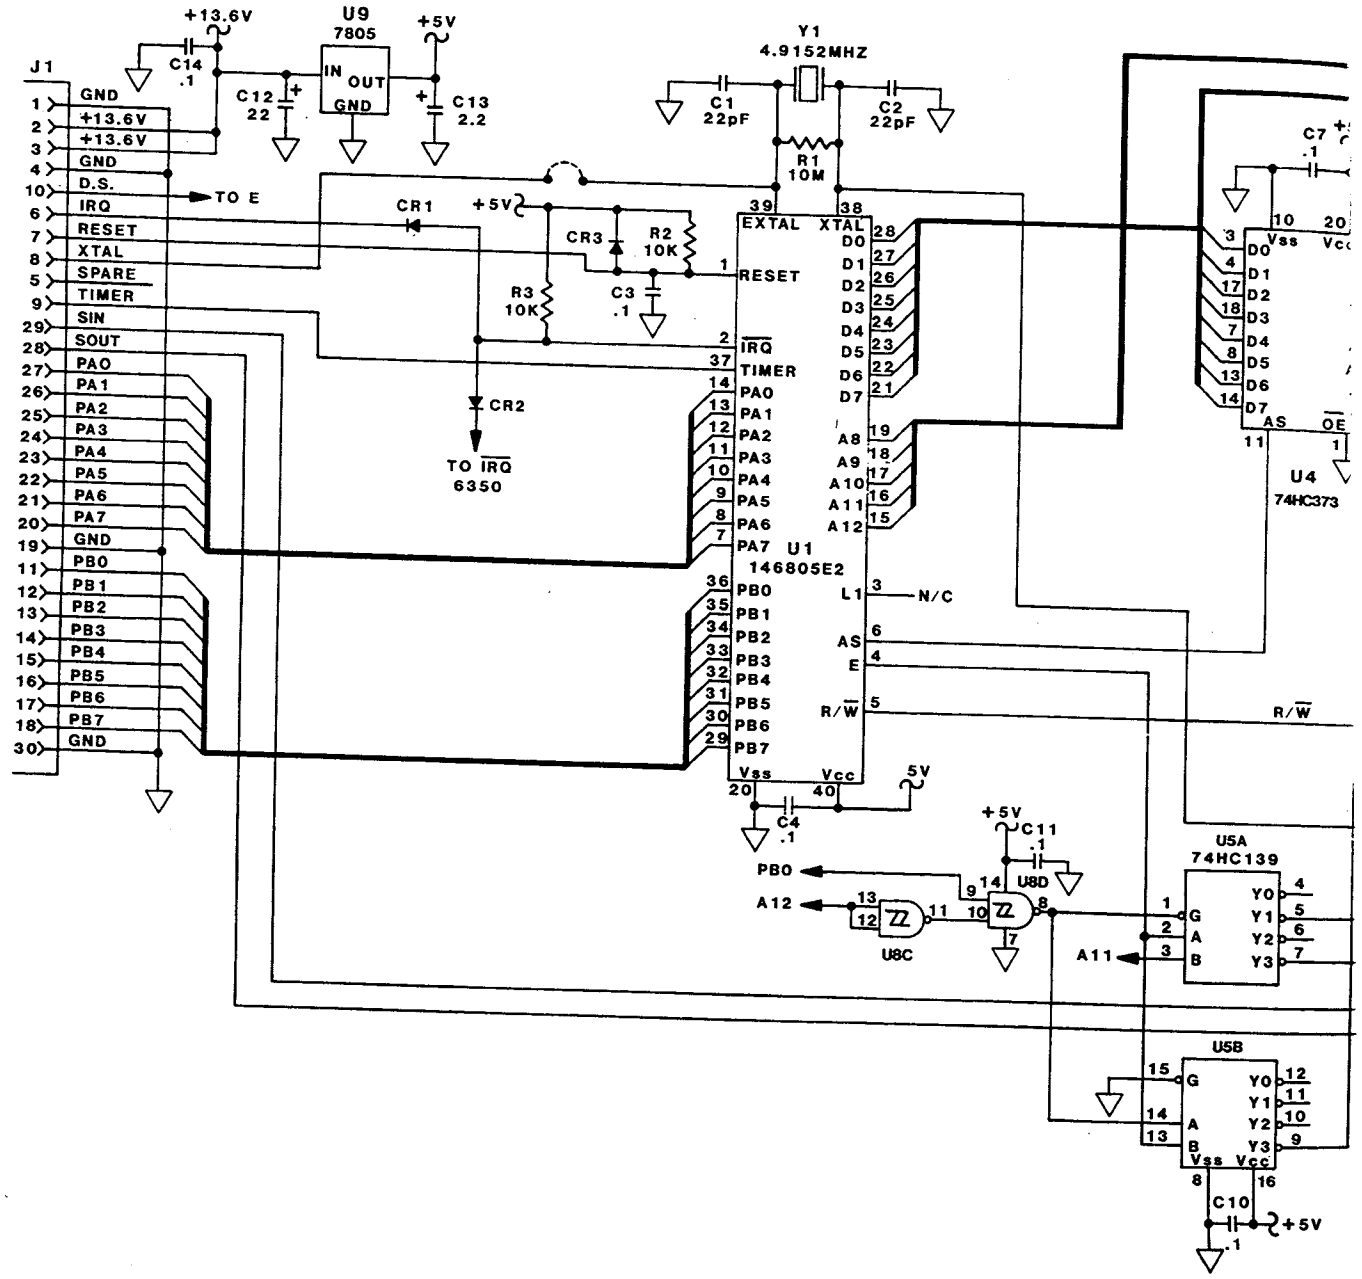 +13.6V
U9
7805
+5V
IN
OUT
GND
C14
.1
C12
22
+
+
C13
2.2
Y1
4.9152MHZ
C1
22pF
C2
22pF
R1
10M
J1
1 GND
2 +13.6V
3 +13.6V
4 GND
10 D.S.
TO E
6 IRQ
7 RESET
8 XTAL
5 SPARE
9 TIMER
29 SIN
28 SOUT
27 PA0
26 PA1
25 PA2
24 PA3
23 PA4
22 PA5
21 PA6
20 PA7
19 GND
11 PB0
12 PB1
13 PB2
14 PB3
15 PB4
16 PB5
17 PB6
18 PB7
30 GND
CR1
+5V
CR3
R2
10K
R3
10K
C3
.1
CR2
TO IRQ
6350
39
38
EXTAL XTAL
1 RESET
2 IRQ
37 TIMER
14 PA0
13 PA1
12 PA2
11 PA3
10 PA4
9 PA5
8 PA6
7 PA7
U1
146805E2
36 PB0
35 PB1
34 PB2
33 PB3
32 PB4
31 PB5
30 PB6
29 PB7
D0 28
D1 27
D2 26
D3 25
D4 24
D5 23
D6 22
D7 21
A8 19
A9 18
A10 17
A11 16
A12 15
L1 3 N/C
AS 6
E 4
R/W 5
R/W
Vss Vcc
20 40
5V
C4
.1
C7
.1
10 20
Vss
3 D0
4 D1
17 D2
18 D3
7 D4
8 D5
13 D6
14 D7
AS OE
11 1
U4
74HC373
+5V
C11
.1
14
U8D
PB0
9
A12
13
12
11
10
8
7
U8C
U5A
74HC139
1 G
2 A
A11 3 B
Y0 4
Y1 5
Y2 6
Y3 7
U5B
15 G
14 A
13 B
Y0 12
Y1 11
Y2 10
Y3 9
Vss Vcc
8 16
C10
.1
+5V